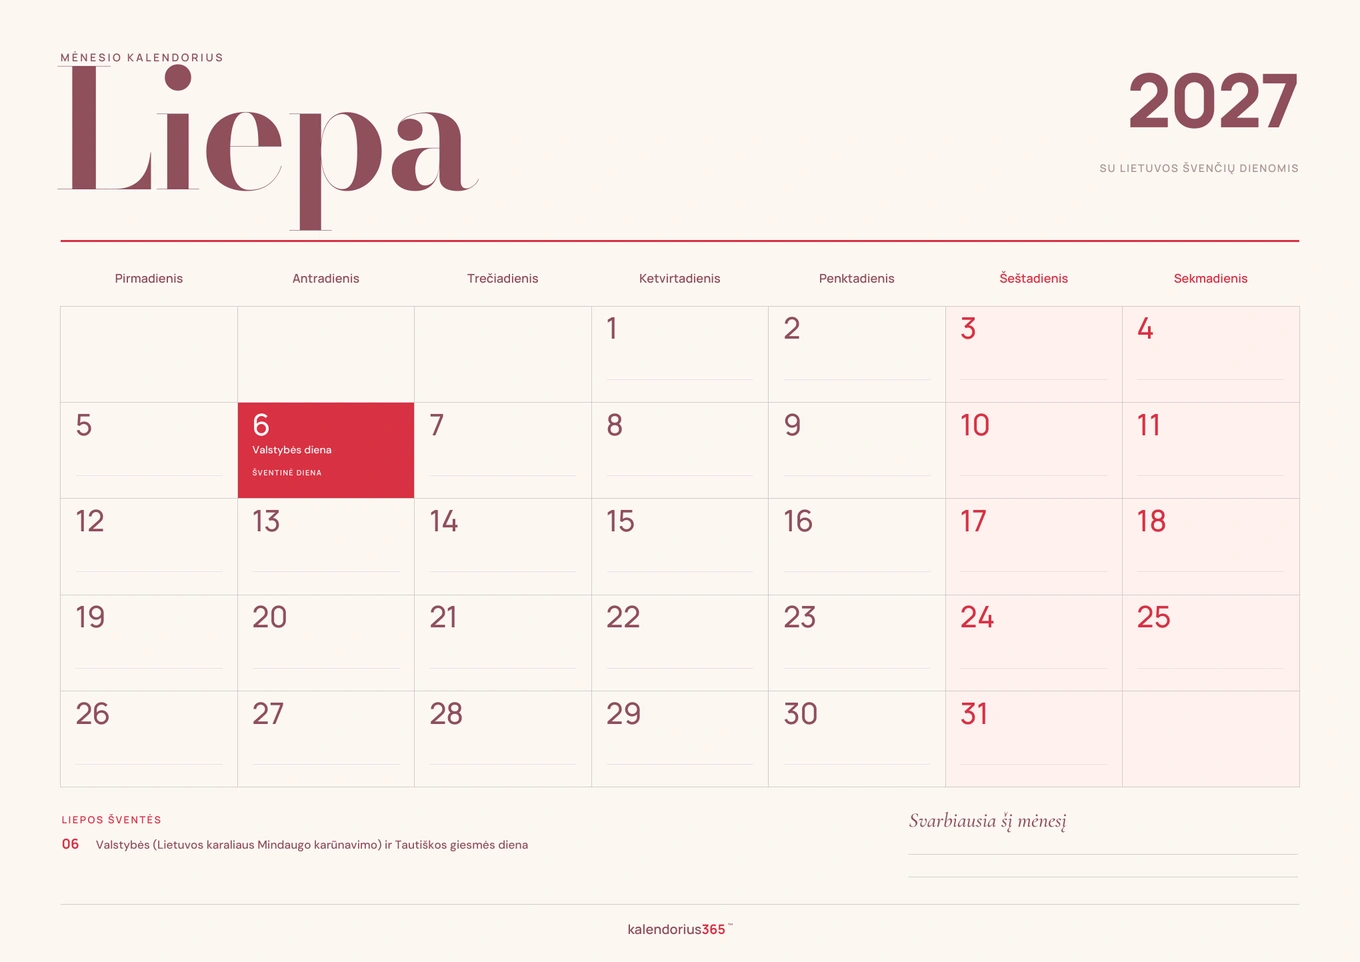 MĖNESIO KALENDORIUS
Liepa
2027
SU LIETUVOS ŠVENČIŲ DIENOMIS
Pirmadienis Antradienis Trečiadienis Ketvirtadienis Penktadienis Šeštadienis Sekmadienis
1 2 3 4
5 6 7 8 9 10 11
Valstybės diena
ŠVENTINĖ DIENA
12 13 14 15 16 17 18
19 20 21 22 23 24 25
26 27 28 29 30 31
LIEPOS ŠVENTĖS
06 Valstybės (Lietuvos karaliaus Mindaugo karūnavimo) ir Tautiškos giesmės diena
Svarbiausia šį mėnesį
kalendorius365™